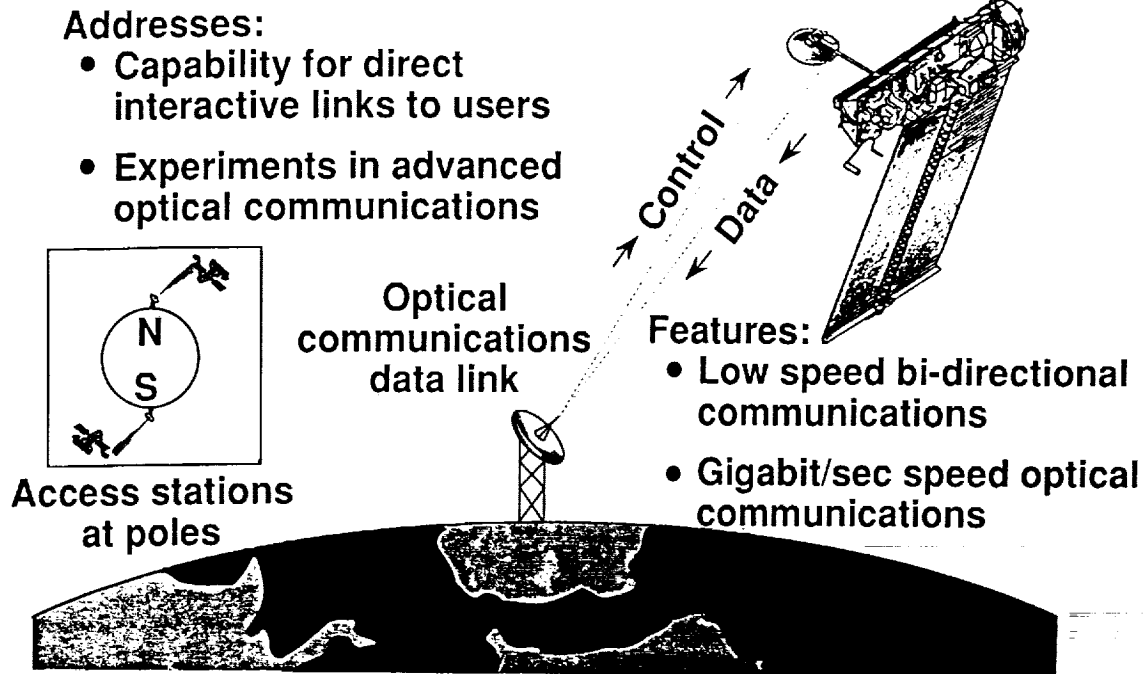 Addresses:
• Capability for direct
interactive links to users
• Experiments in advanced
optical communications
Control
Data
N
S
Access stations
at poles
Optical
communications
data link
Features:
• Low speed bi-directional
communications
• Gigabit/sec speed optical
communications